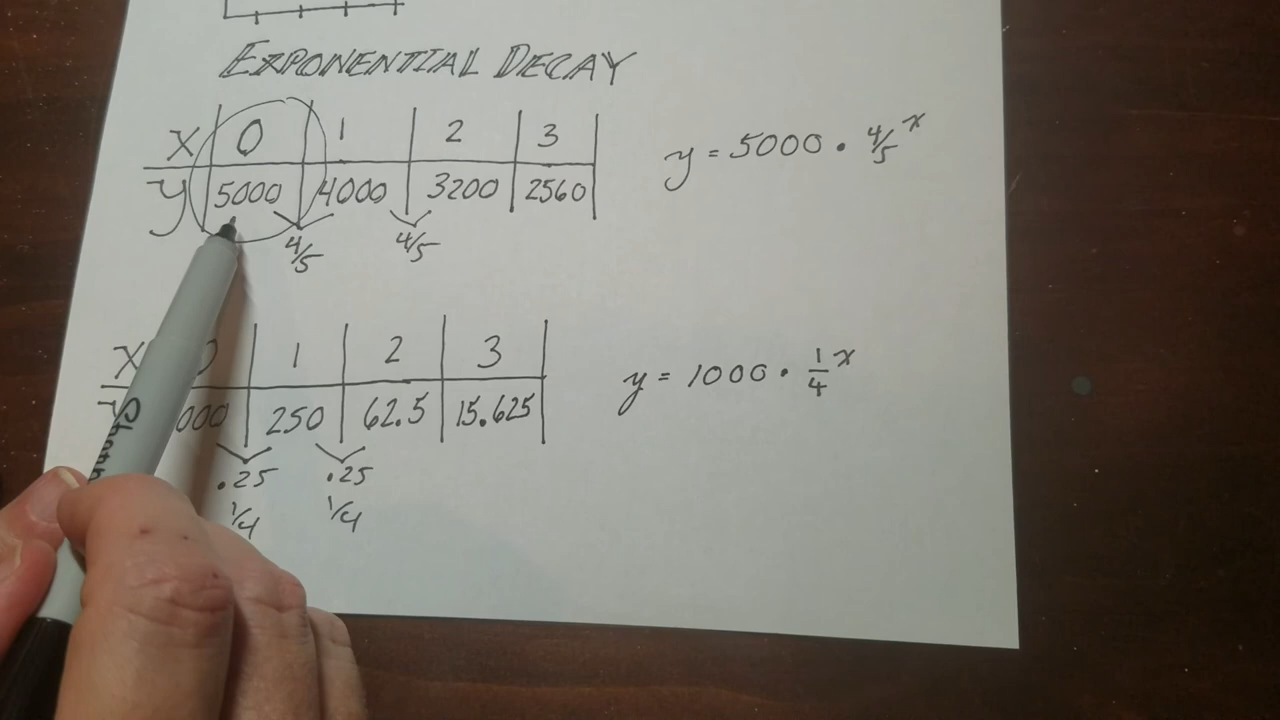 EXPONENTIAL DECAY
X 0 1 2 3 y = 5000 · 4/5^x
y 5000 4000 3200 2560
4/5 4/5
X 1 2 3 y = 1000 · 1/4^x
000 250 62.5 15.625
.25 .25
1/4 1/4